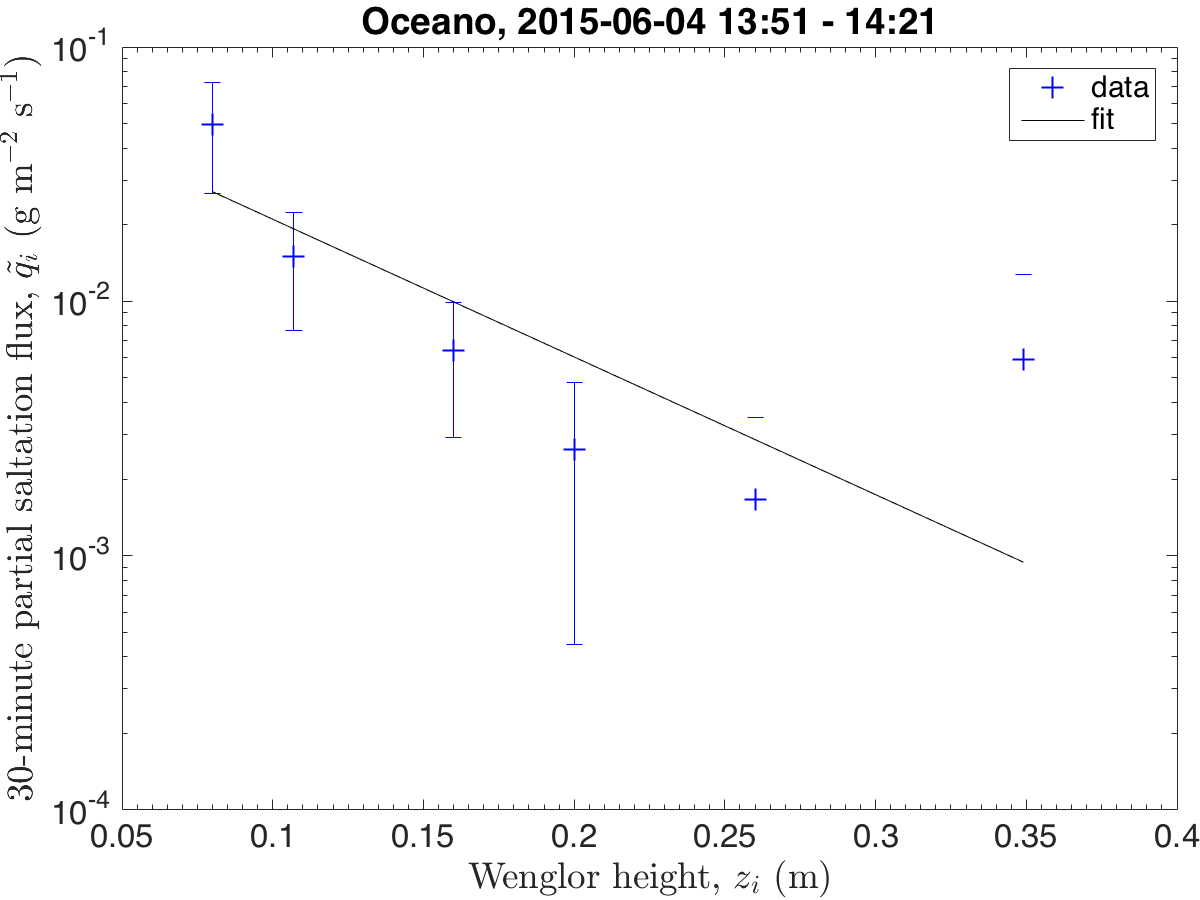 Oceano, 2015-06-04 13:51 - 14:21
30-minute partial saltation flux, q̃ᵢ (g m⁻² s⁻¹)
10⁻¹
10⁻²
10⁻³
10⁻⁴
data
fit
0.05 0.1 0.15 0.2 0.25 0.3 0.35 0.4
Wenglor height, zᵢ (m)